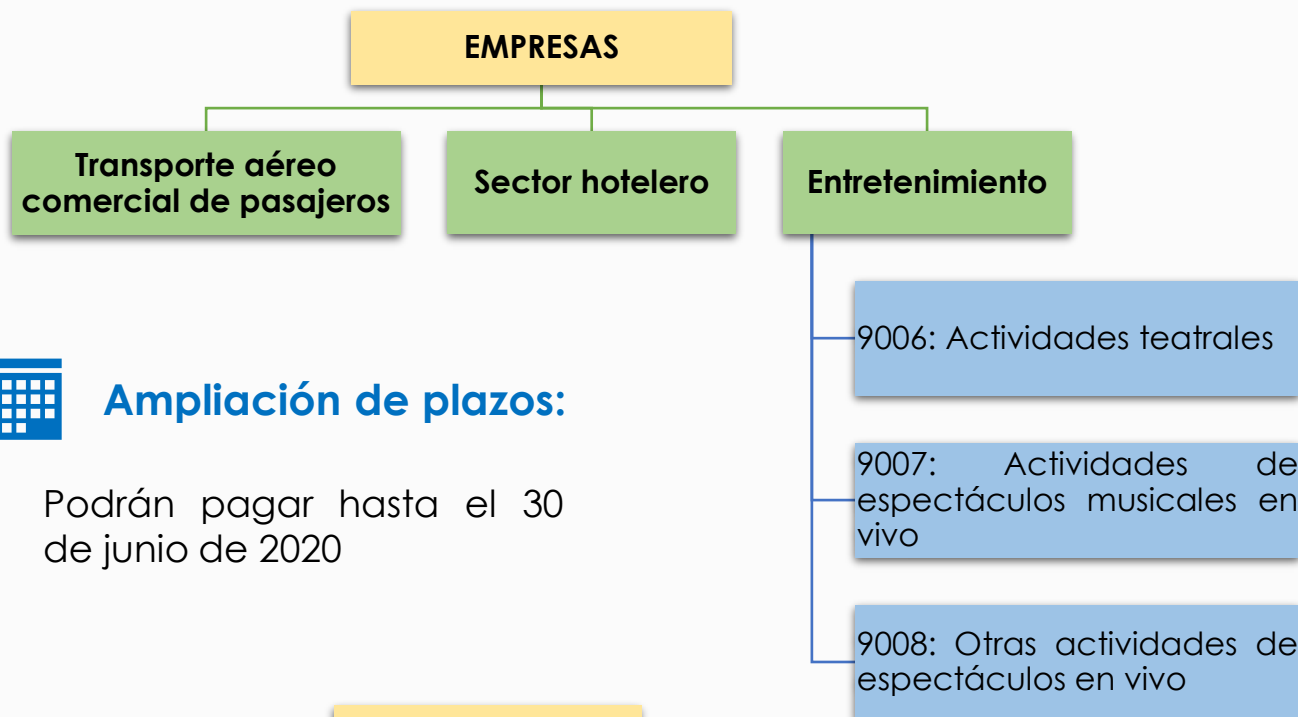 EMPRESAS
Transporte aéreo
comercial de pasajeros
Sector hotelero
Entretenimiento
9006: Actividades teatrales
Ampliación de plazos:
9007: Actividades de
espectáculos musicales en
vivo
Podrán pagar hasta el 30
de junio de 2020
9008: Otras actividades de
espectáculos en vivo